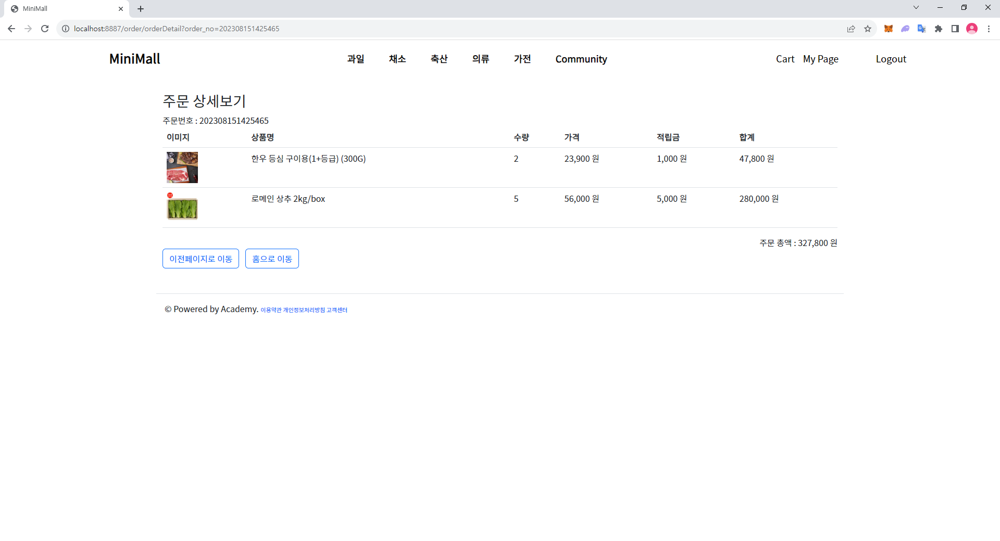 MiniMall
localhost:8887/order/orderDetail?order_no=202308151425465
MiniMall 과일 채소 축산 의류 가전 Community Cart My Page Logout
주문 상세보기
주문번호 : 202308151425465
이미지 상품명 수량 가격 적립금 합계
한우 등심 구이용(1+등급) (300G) 2 23,900 원 1,000 원 47,800 원
로메인 상추 2kg/box 5 56,000 원 5,000 원 280,000 원
주문 총액 : 327,800 원
이전페이지로 이동 홈으로 이동
© Powered by Academy. 이용약관 개인정보처리방침 고객센터